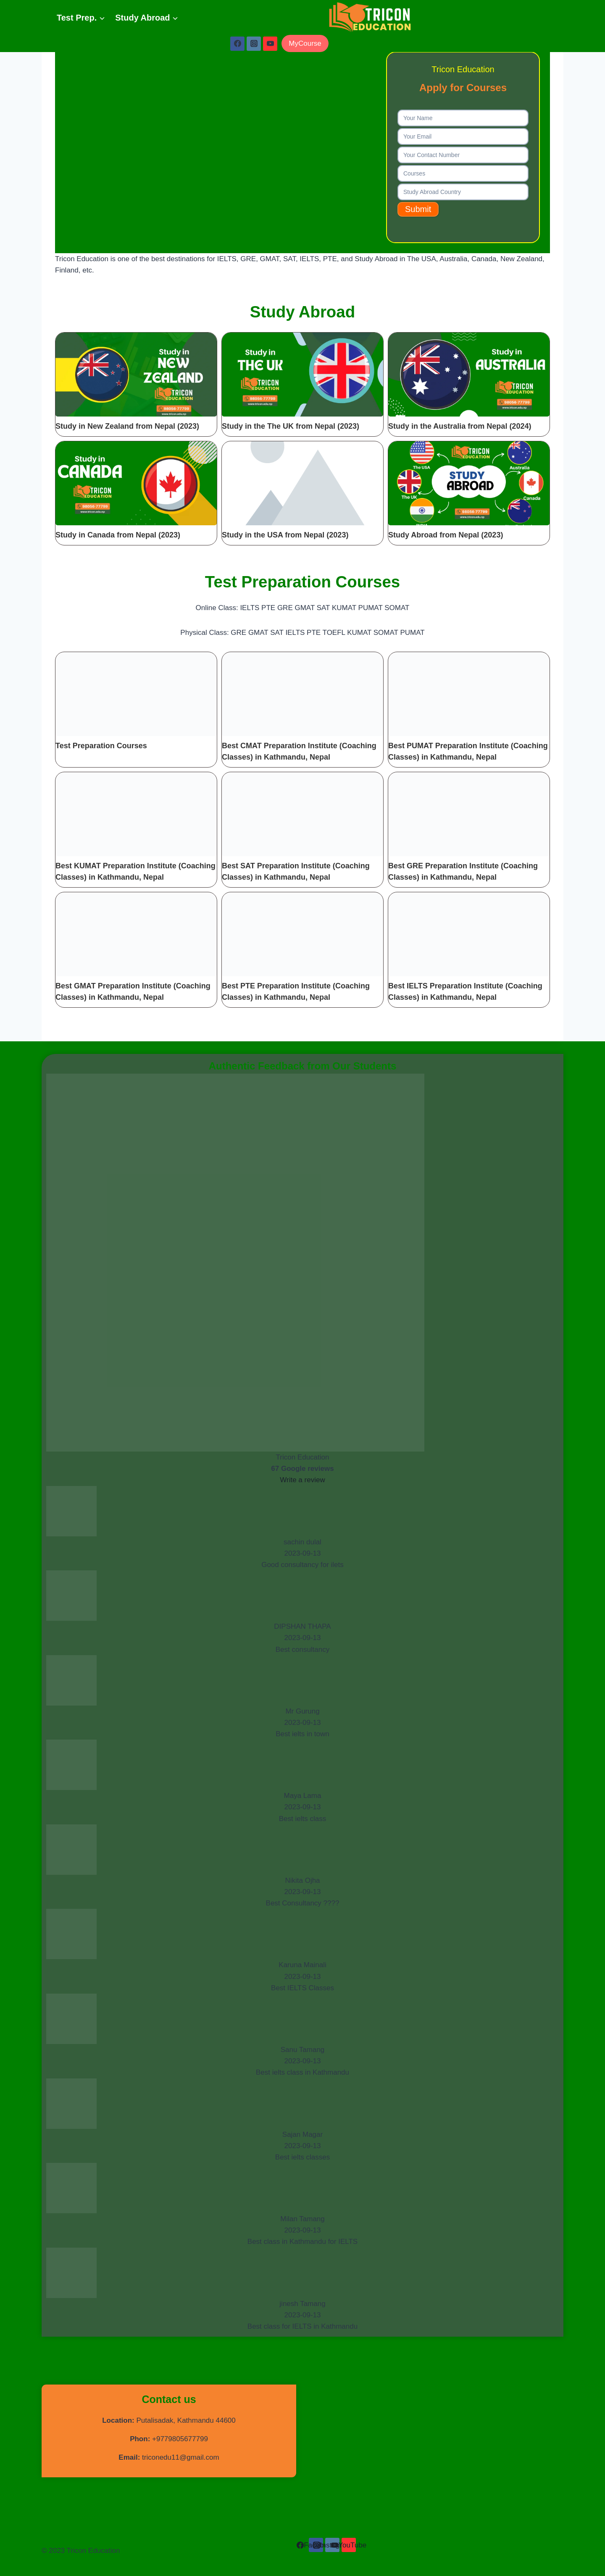 Test Prep.
Study Abroad
TRICON
EDUCATION
MyCourse
Tricon Education
Apply for Courses
Your Name
Your Email
Your Contact Number
Courses
Study Abroad Country
Submit
Tricon Education is one of the best destinations for IELTS, GRE, GMAT, SAT, IELTS, PTE, and Study Abroad in The USA, Australia, Canada, New Zealand,
Finland, etc.
Study Abroad
Study in
NEW
ZEALAND
TRICON
EDUCATION
Study in New Zealand from Nepal (2023)
Study in
THE UK
TRICON
EDUCATION
Study in the The UK from Nepal (2023)
Study in
AUSTRALIA
TRICON
EDUCATION
Study in the Australia from Nepal (2024)
Study in
CANADA
TRICON
EDUCATION
Study in Canada from Nepal (2023)
Study in the USA from Nepal (2023)
TRICON
EDUCATION
The USA
Australia
STUDY
ABROAD
The UK
Canada
Study Abroad from Nepal (2023)
Test Preparation Courses
Online Class: IELTS PTE GRE GMAT SAT KUMAT PUMAT SOMAT
Physical Class: GRE GMAT SAT IELTS PTE TOEFL KUMAT SOMAT PUMAT
Test Preparation Courses
Best CMAT Preparation Institute (Coaching
Classes) in Kathmandu, Nepal
Best PUMAT Preparation Institute (Coaching
Classes) in Kathmandu, Nepal
Best KUMAT Preparation Institute (Coaching
Classes) in Kathmandu, Nepal
Best SAT Preparation Institute (Coaching
Classes) in Kathmandu, Nepal
Best GRE Preparation Institute (Coaching
Classes) in Kathmandu, Nepal
Best GMAT Preparation Institute (Coaching
Classes) in Kathmandu, Nepal
Best PTE Preparation Institute (Coaching
Classes) in Kathmandu, Nepal
Best IELTS Preparation Institute (Coaching
Classes) in Kathmandu, Nepal
Tricon Education
67 Google reviews
Write a review
2023-09-13
Good consultancy for ielts
DIPSHAN THAPA
2023-09-13
Best consultancy
Mr Gurung
2023-09-13
Best ielts in town
Maya Lama
2023-09-13
Best ielts class
Nikita Ojha
2023-09-13
Best Consultancy ????
2023-09-13
Best IELTS Classes
Sanu Tamang
2023-09-13
Best ielts class in Kathmandu
Magar
2023-09-13
Best ielts classes
Milan Tamang
2023-09-13
Best class in Kathmandu for IELTS
Tamang
2023-09-13
Best class for IELTS in Kathmandu
Contact us
Location: Putalisadak, Kathmandu 44600
Phon: +9779805677799
Email: triconedu11@gmail.com
© 2023 Tricon Education
YouTube